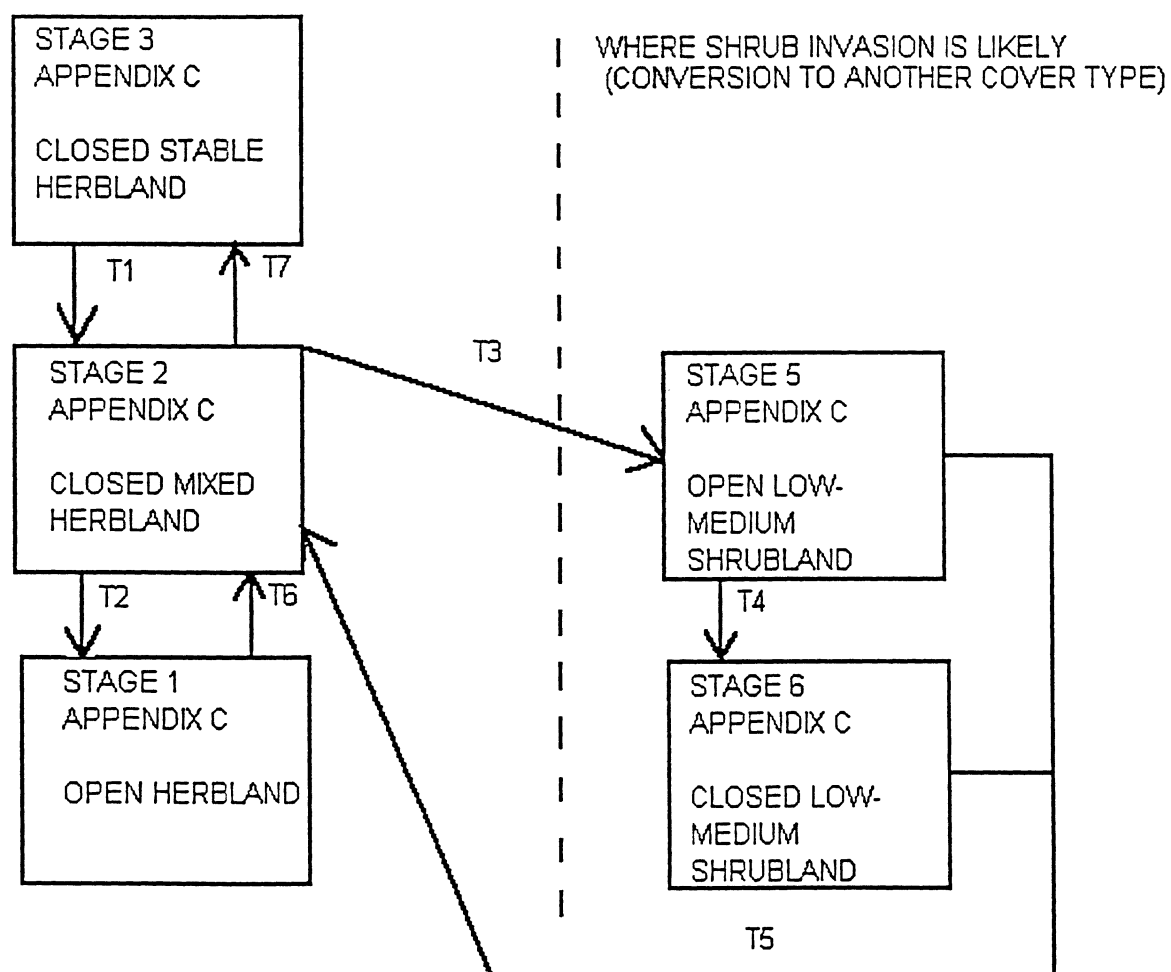 STAGE 3
APPENDIX C
CLOSED STABLE
HERBLAND
WHERE SHRUB INVASION IS LIKELY
(CONVERSION TO ANOTHER COVER TYPE)
T1
T7
T3
STAGE 2
APPENDIX C
CLOSED MIXED
HERBLAND
STAGE 5
APPENDIX C
OPEN LOW-
MEDIUM
SHRUBLAND
T2
T6
T4
STAGE 1
APPENDIX C
OPEN HERBLAND
STAGE 6
APPENDIX C
CLOSED LOW-
MEDIUM
SHRUBLAND
T5